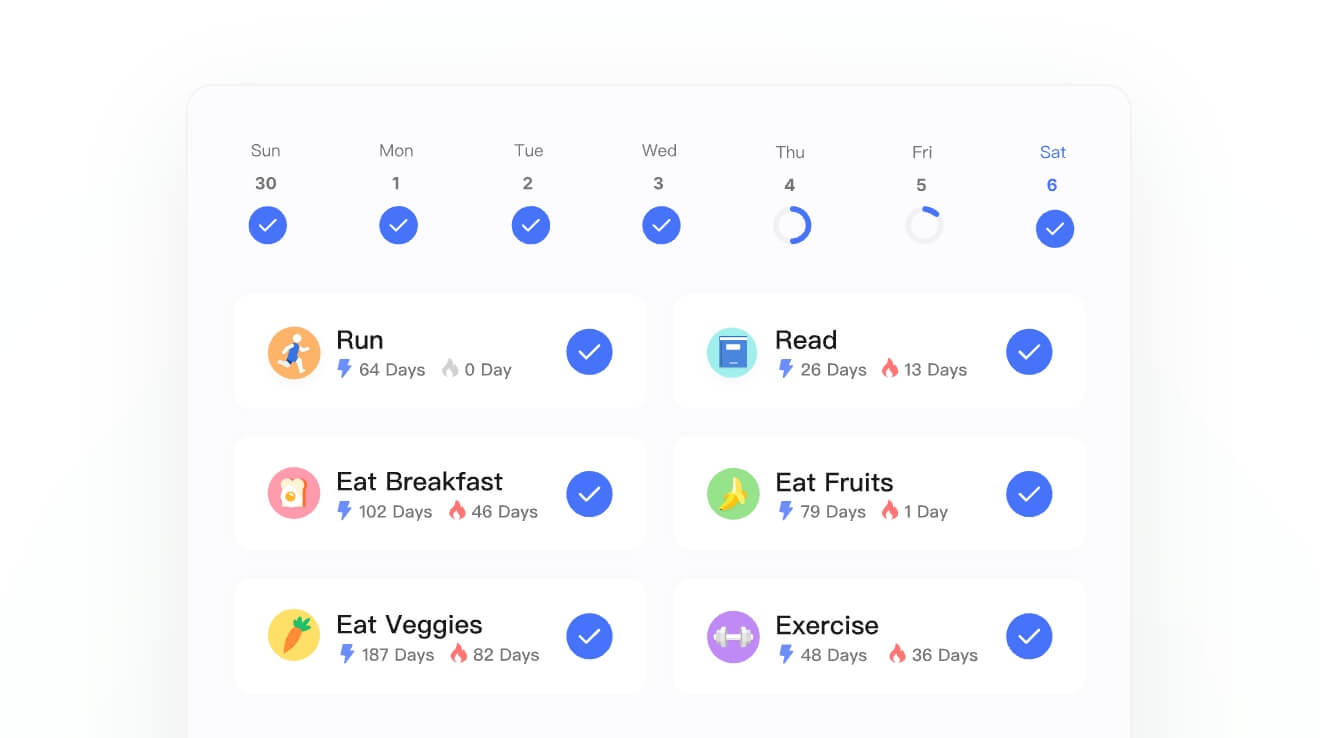 Sun Mon Tue Wed Thu Fri Sat
30 1 2 3 4 5 6
Run
64 Days 0 Day
Read
26 Days 13 Days
Eat Breakfast
102 Days 46 Days
Eat Fruits
79 Days 1 Day
Eat Veggies
187 Days 82 Days
Exercise
48 Days 36 Days